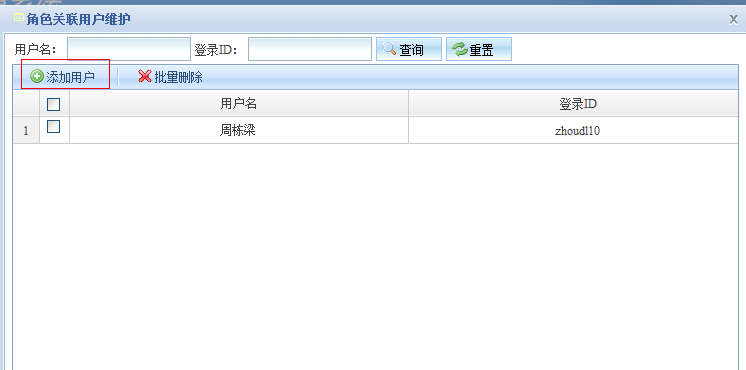 角色关联用户维护
用户名： 登录ID： 查询 重置
添加用户 批量删除
用户名 登录ID
1 周栋梁 zhoudl10